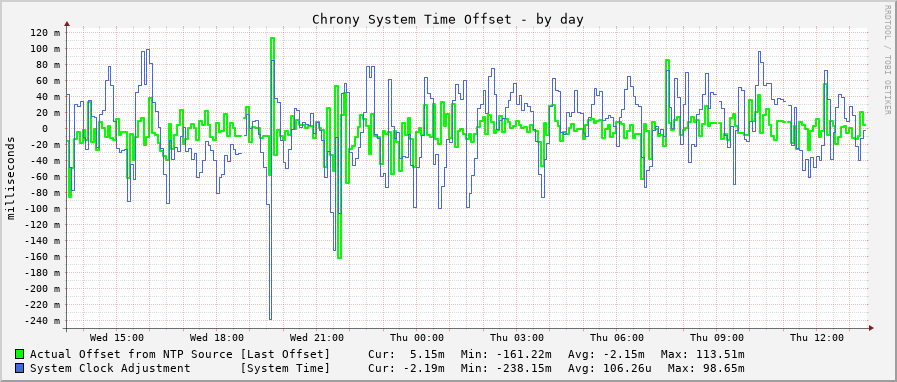 Chrony System Time Offset - by day
RRDTOOL / TOBI OETIKER
milliseconds
120 m
100 m
80 m
60 m
40 m
20 m
0
-20 m
-40 m
-60 m
-80 m
-100 m
-120 m
-140 m
-160 m
-180 m
-200 m
-220 m
-240 m
Wed 15:00 Wed 18:00 Wed 21:00 Thu 00:00 Thu 03:00 Thu 06:00 Thu 09:00 Thu 12:00
Actual Offset from NTP Source [Last Offset] Cur: 5.15m Min: -161.22m Avg: -2.15m Max: 113.51m
System Clock Adjustment [System Time] Cur: -2.19m Min: -238.15m Avg: 106.26u Max: 98.65m